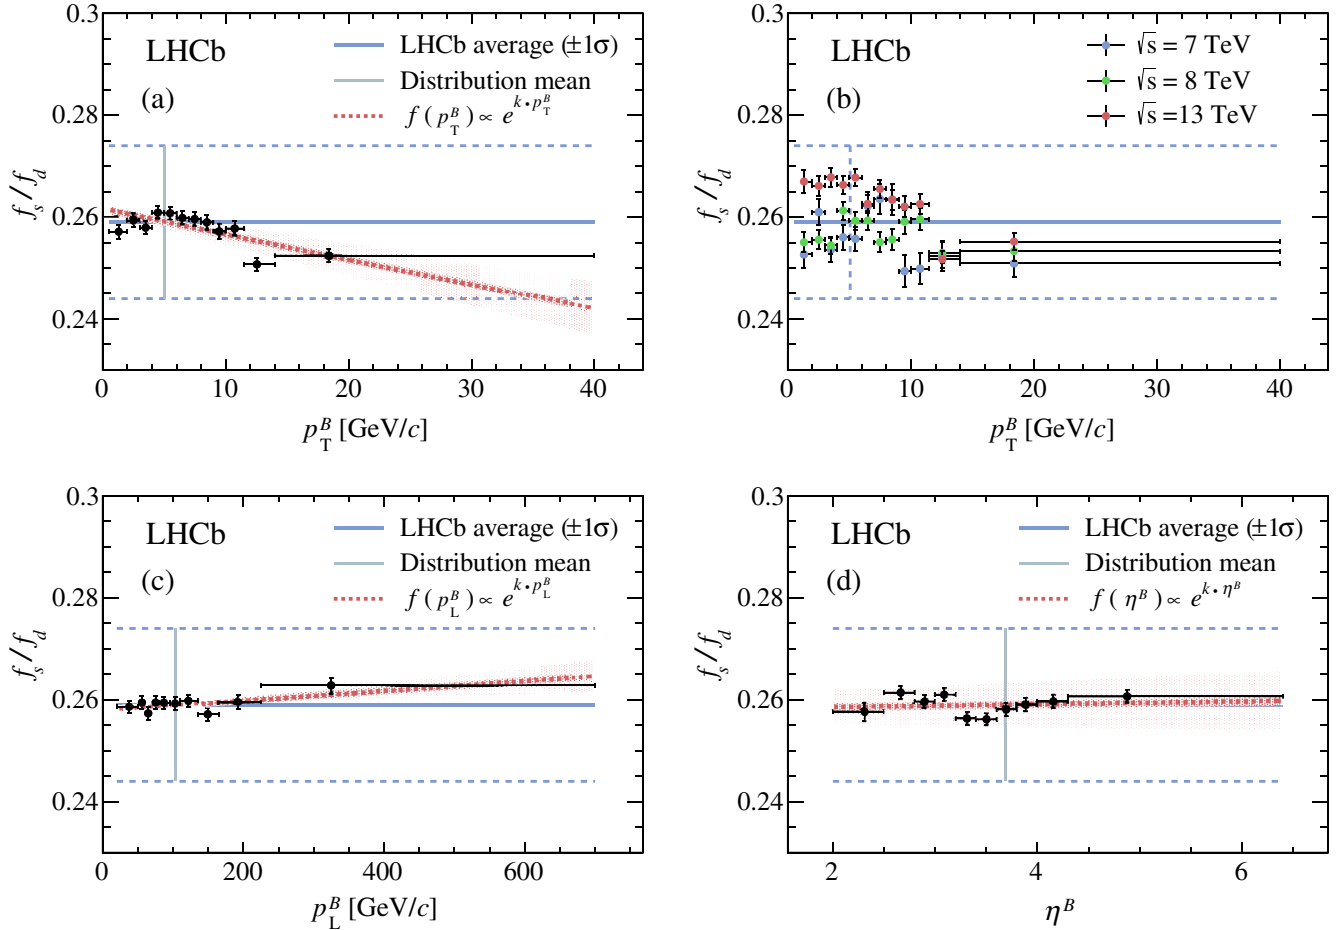 0.3
0.28
0.26
0.24
f_s/f_d
LHCb
(a)
LHCb average (±1σ)
Distribution mean
f(p_T^B) ∝ e^{k·p_T^B}
0 10 20 30 40
p_T^B [GeV/c]
0.3
0.28
0.26
0.24
f_s/f_d
LHCb
(b)
√s = 7 TeV
√s = 8 TeV
√s =13 TeV
0 10 20 30 40
p_T^B [GeV/c]
0.3
0.28
0.26
0.24
f_s/f_d
LHCb
(c)
LHCb average (±1σ)
Distribution mean
f(p_L^B) ∝ e^{k·p_L^B}
0 200 400 600
p_L^B [GeV/c]
0.3
0.28
0.26
0.24
f_s/f_d
LHCb
(d)
LHCb average (±1σ)
Distribution mean
f(η^B) ∝ e^{k·η^B}
2 4 6
η^B